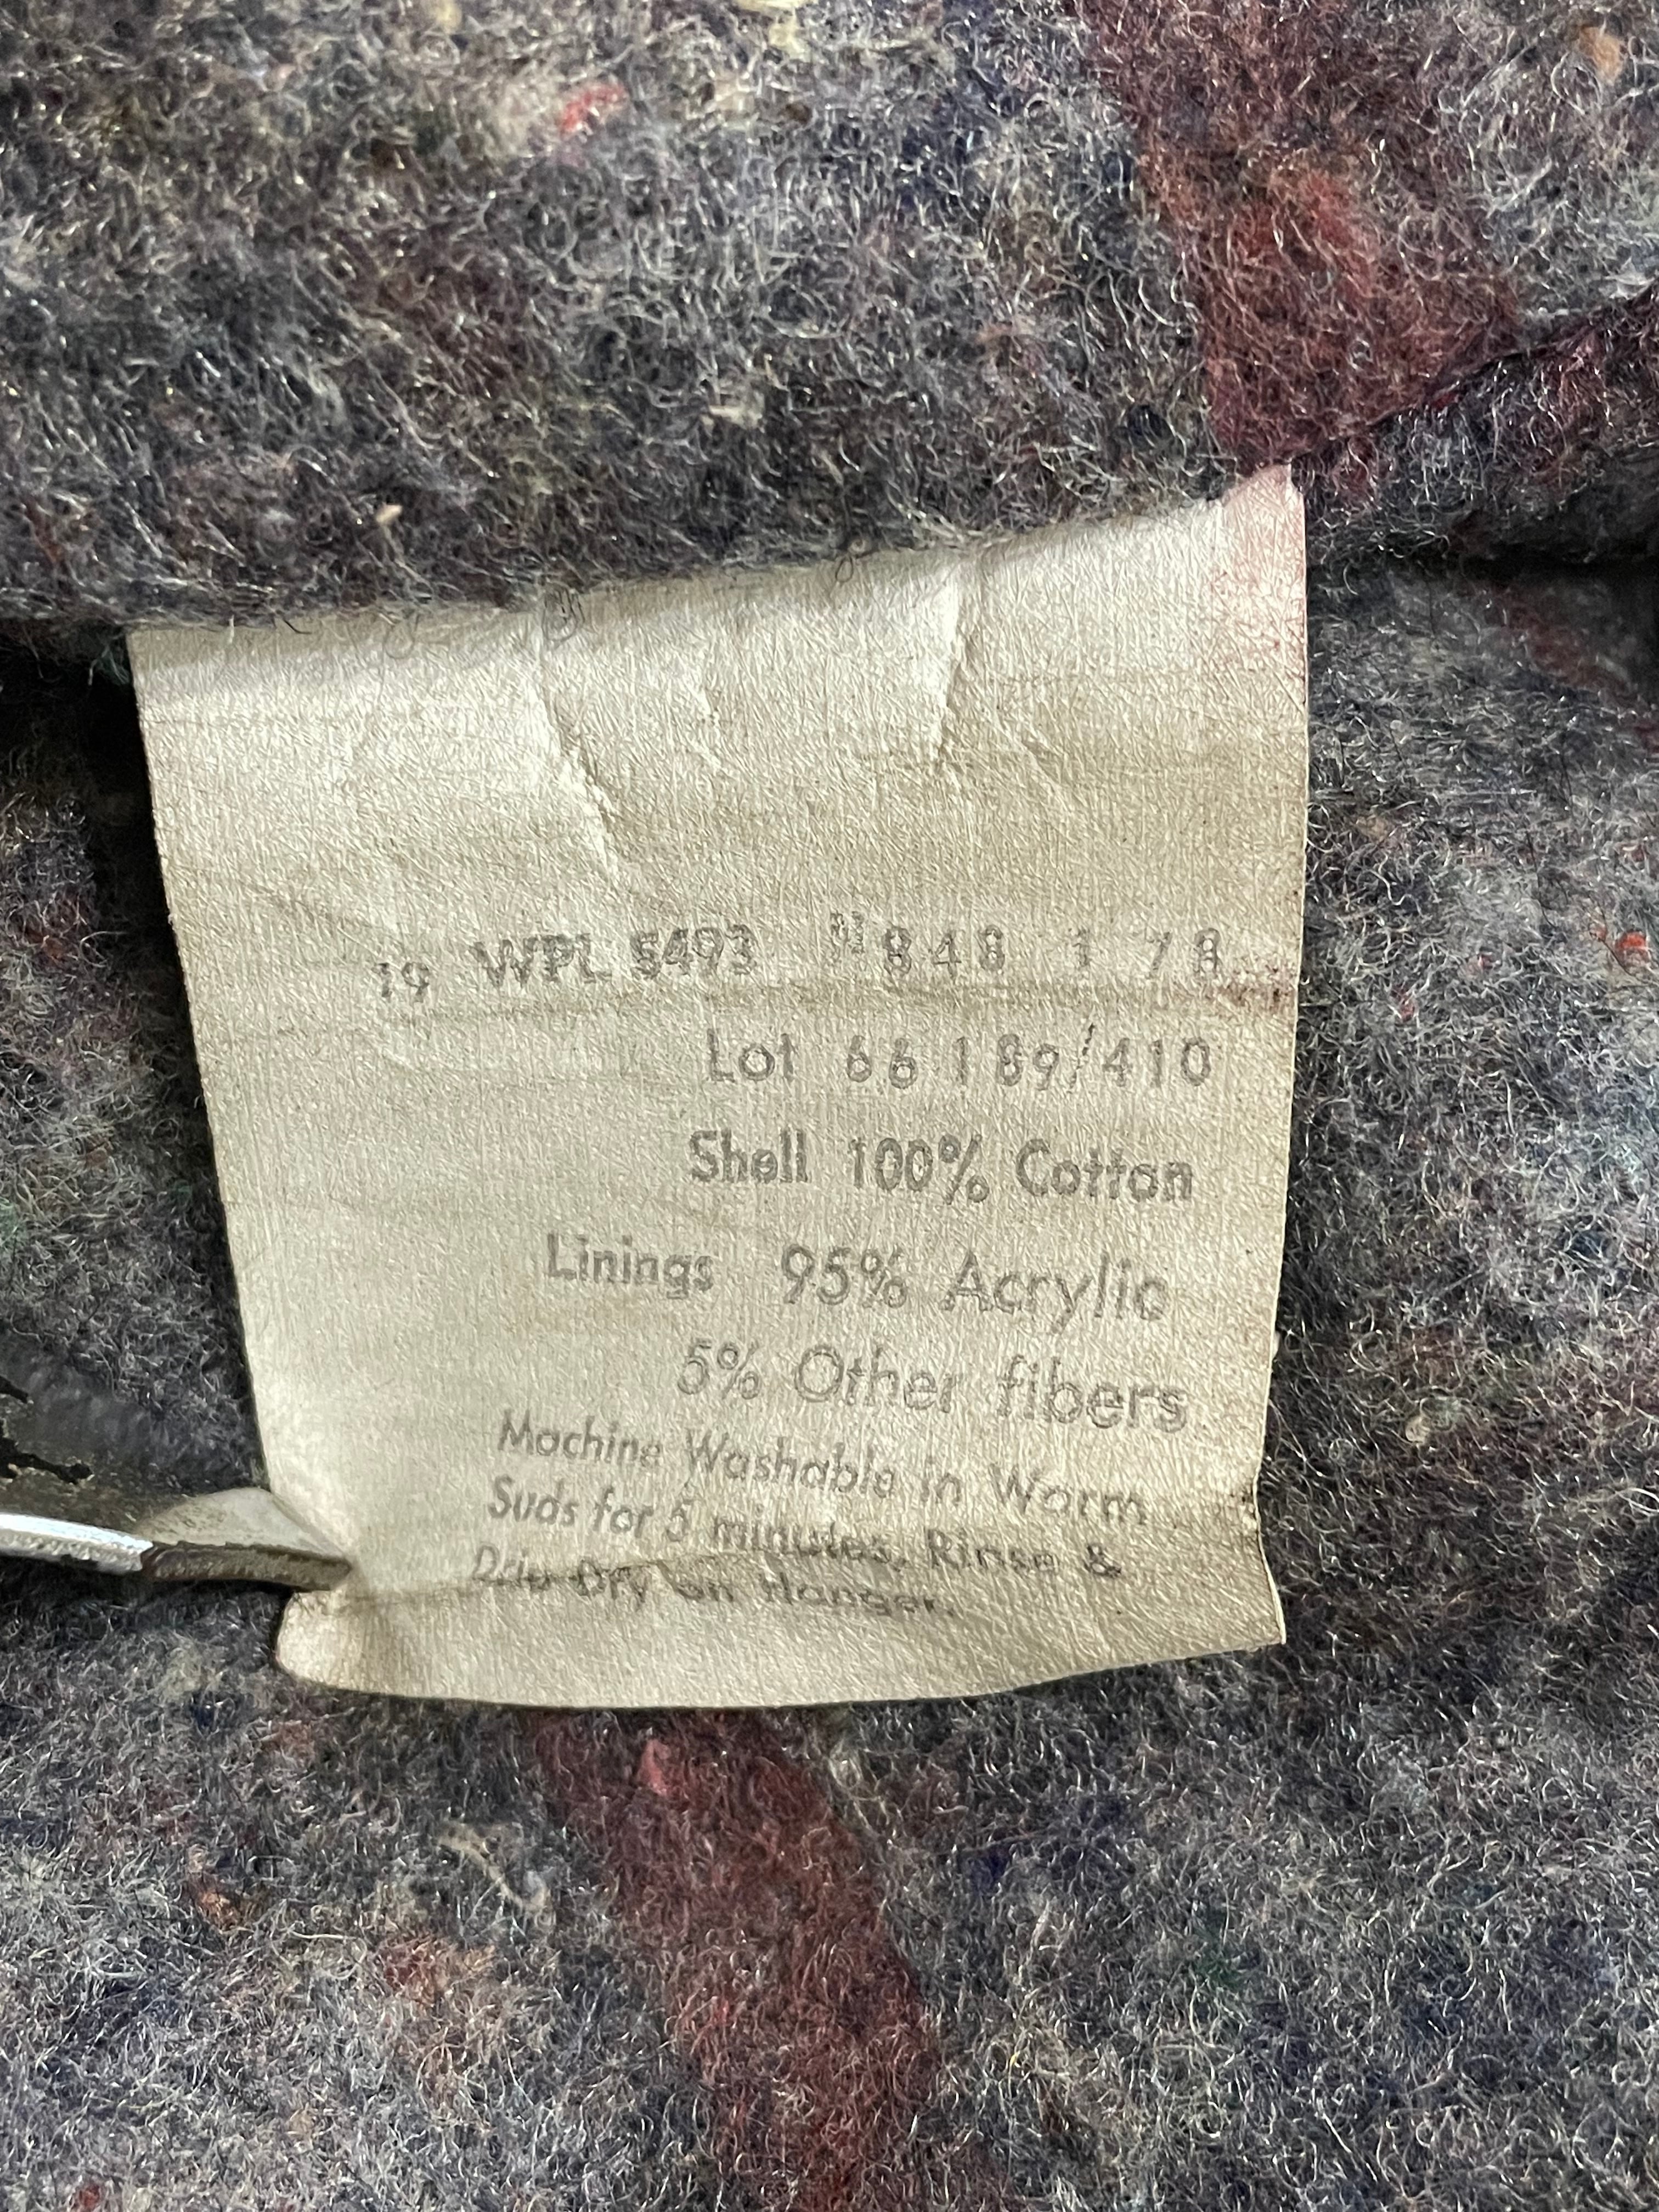 19 WPL 5493 848 1 78
Lot 66 189/410
Shell 100% Cotton
Linings 95% Acrylic
5% Other fibers
Machine Washable in Warm
Suds for 5 minutes. Rinse &
Drip Dry on Hanger.